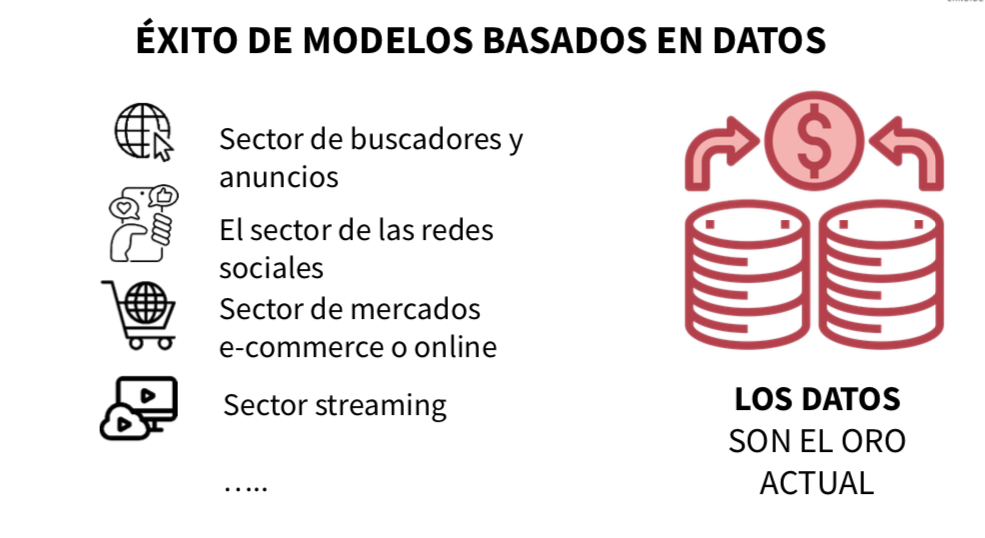 ÉXITO DE MODELOS BASADOS EN DATOS
Sector de buscadores y
anuncios
El sector de las redes
sociales
Sector de mercados
e-commerce o online
Sector streaming
…..
$
LOS DATOS
SON EL ORO
ACTUAL